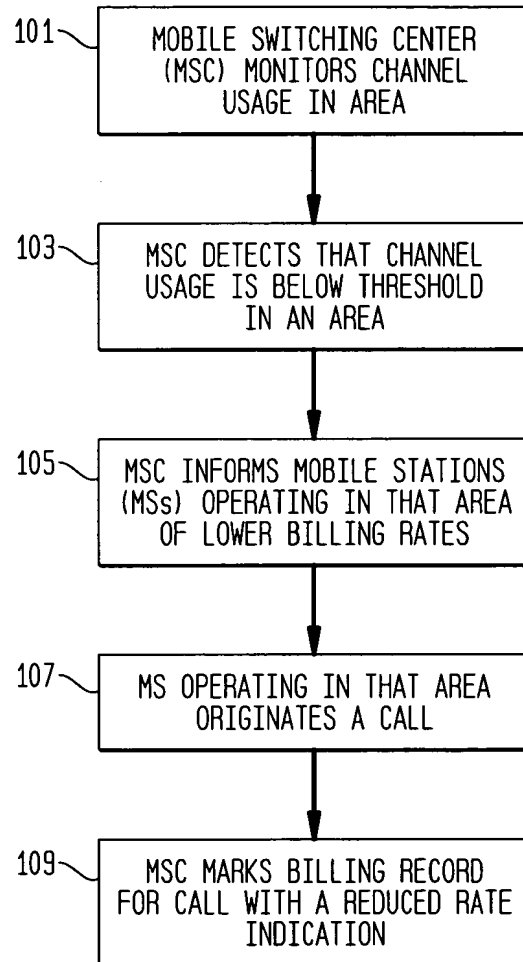 101
MOBILE SWITCHING CENTER
(MSC) MONITORS CHANNEL
USAGE IN AREA
103
MSC DETECTS THAT CHANNEL
USAGE IS BELOW THRESHOLD
IN AN AREA
105
MSC INFORMS MOBILE STATIONS
(MSs) OPERATING IN THAT AREA
OF LOWER BILLING RATES
107
MS OPERATING IN THAT AREA
ORIGINATES A CALL
109
MSC MARKS BILLING RECORD
FOR CALL WITH A REDUCED RATE
INDICATION